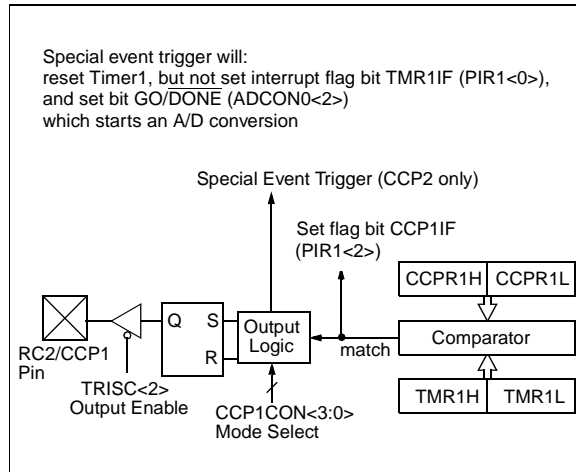 Special event trigger will:
reset Timer1, but not set interrupt flag bit TMR1IF (PIR1<0>),
and set bit GO/DONE (ADCON0<2>)
which starts an A/D conversion
Special Event Trigger (CCP2 only)
Set flag bit CCP1IF
(PIR1<2>)
CCPR1H CCPR1L
Q S
R
Output
Logic
match
Comparator
RC2/CCP1
Pin
TRISC<2>
Output Enable
CCP1CON<3:0>
Mode Select
TMR1H TMR1L